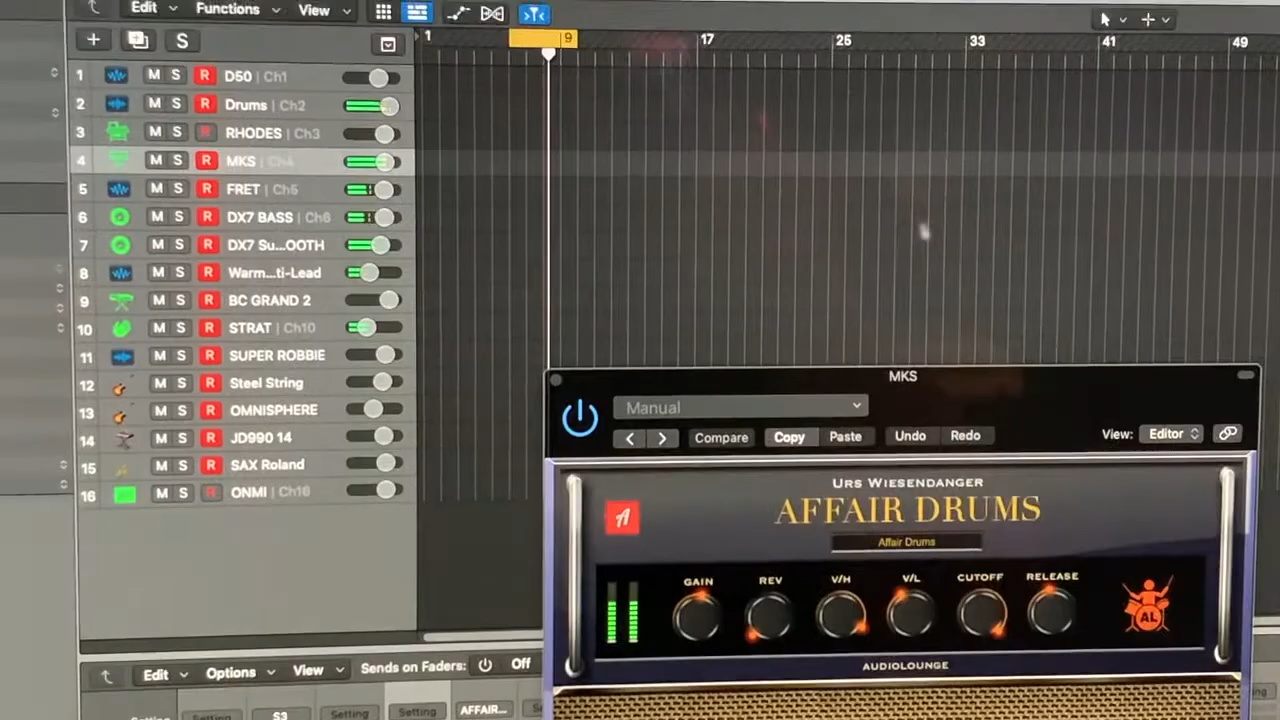 Edit Functions View
S
1 9 17 25 33 41 49
1 M S R D50 | Ch1
2 M S R Drums | Ch2
3 M S R RHODES | Ch3
4 M S R MKS | Ch4
5 M S R FRET | Ch5
6 M S R DX7 BASS | Ch6
7 M S R DX7 Su...OOTH
8 M S R Warm...ti-Lead
9 M S R BC GRAND 2
10 M S R STRAT | Ch10
11 M S R SUPER ROBBIE
12 M S R Steel String
13 M S R OMNISPHERE
14 M S R JD990 14
15 M S R SAX Roland
16 M S R ONMI | Ch16
MKS
Manual
Compare Copy Paste Undo Redo View: Editor
URS WIESENDANGER
A AFFAIR DRUMS
Affair Drums
GAIN REV V/H V/L CUTOFF RELEASE
AL
AUDIOLOUNGE
Edit Options View Sends on Faders: Off
Setting Setting S3 Setting Setting AFFAIR...